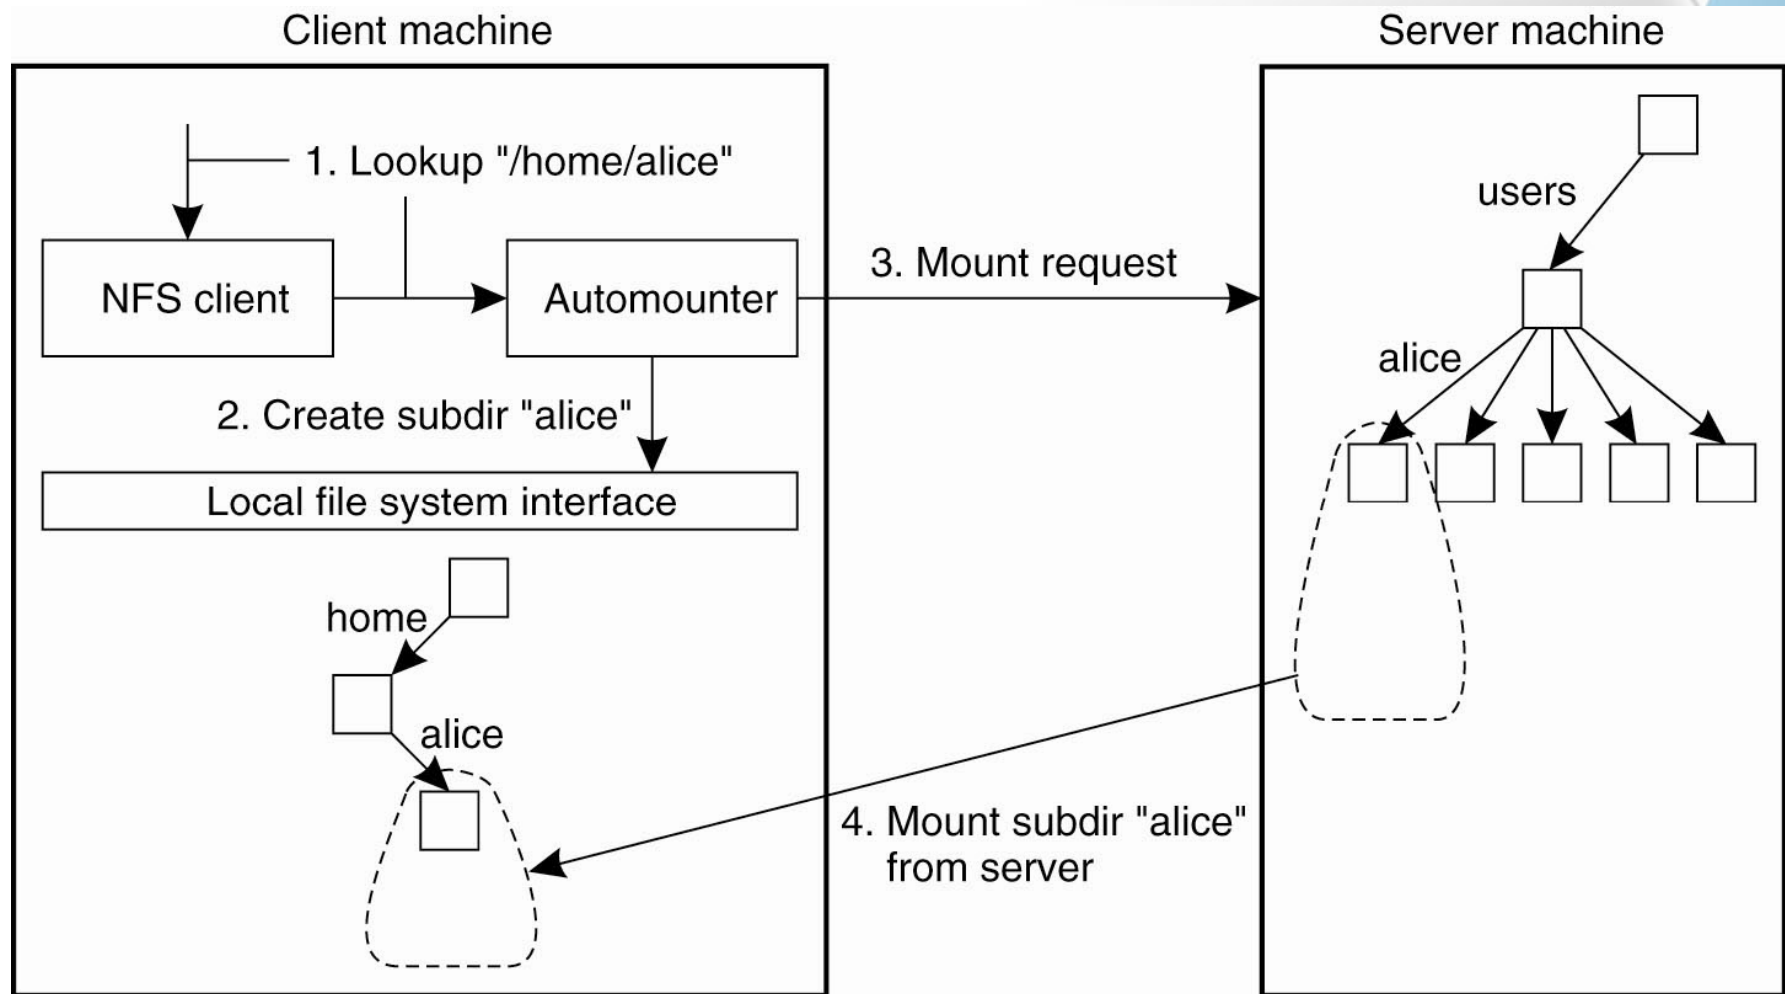 Client machine
Server machine
1. Lookup "/home/alice"
users
NFS client
Automounter
3. Mount request
alice
2. Create subdir "alice"
Local file system interface
home
alice
4. Mount subdir "alice"
from server